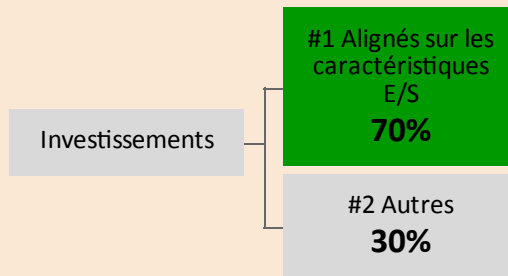 #1 Alignés sur les
caractéristiques
E/S
70%
Investissements
#2 Autres
30%